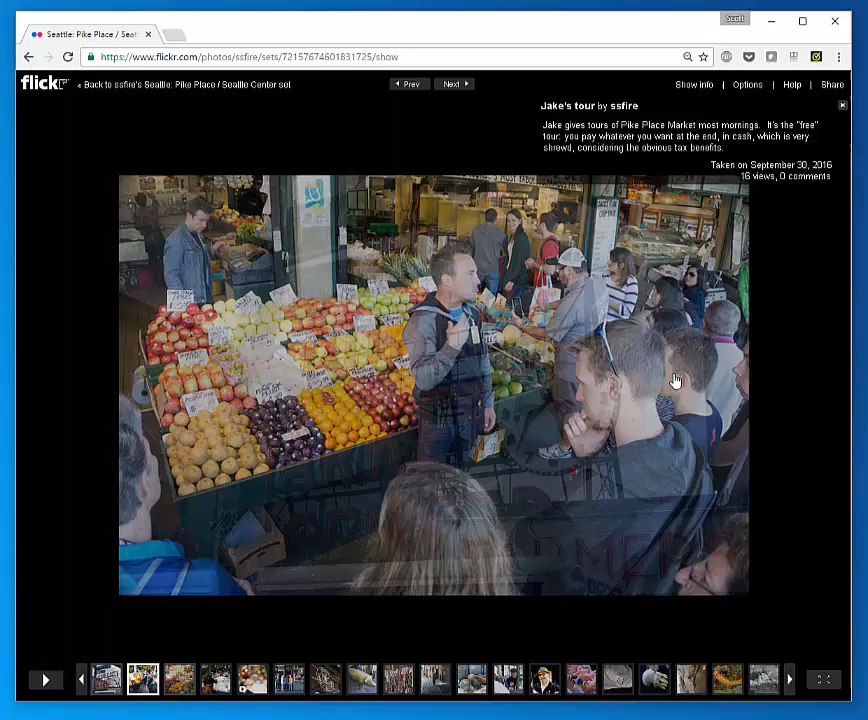 Scott
Seattle: Pike Place / Seatt
https://www.flickr.com/photos/ssfire/sets/72157674601831725/show
flick
« Back to ssfire's Seattle: Pike Place / Seattle Center set
Prev
Next
Show info | Options | Help | Share
Jake's tour by ssfire
Jake gives tours of Pike Place Market most mornings. It's the "free"
tour: you pay whatever you want at the end, in cash, which is very
shrewd, considering the obvious tax benefits.
Taken on September 30, 2016
16 views, 0 comments